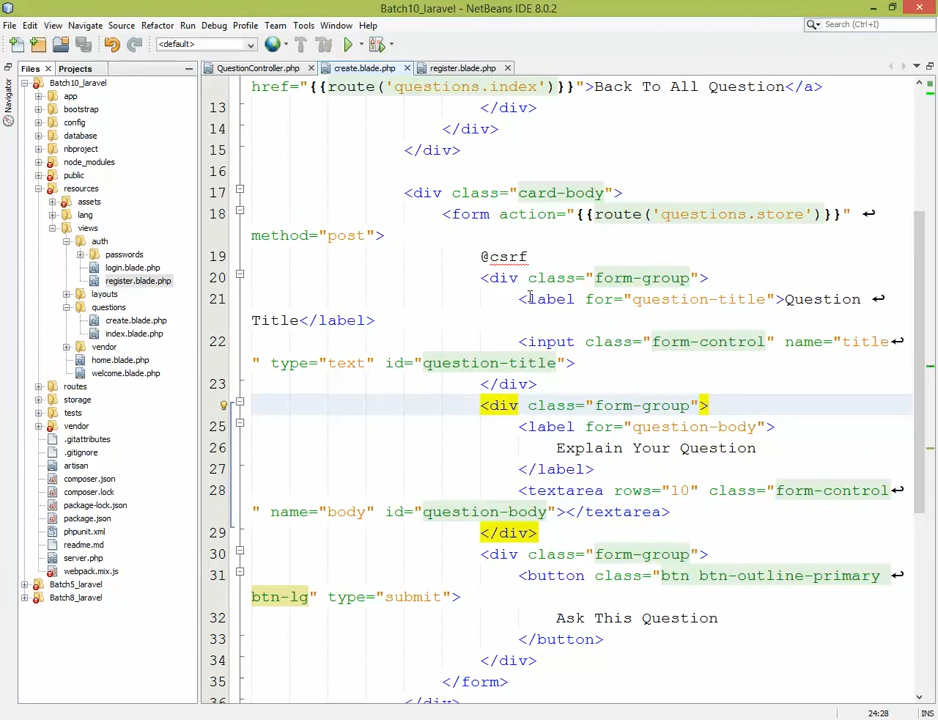 Batch10_laravel - NetBeans IDE 8.0.2
File Edit View Navigate Source Refactor Run Debug Profile Team Tools Window Help
Search (Ctrl+I)
<default>
Files Projects
QuestionController.php create.blade.php register.blade.php
Navigator
Batch10_laravel
app
bootstrap
config
database
nbproject
node_modules
public
resources
assets
lang
views
auth
passwords
login.blade.php
register.blade.php
layouts
questions
create.blade.php
index.blade.php
vendor
home.blade.php
welcome.blade.php
routes
storage
tests
vendor
.gitattributes
.gitignore
artisan
composer.json
composer.lock
package-lock.json
package.json
phpunit.xml
readme.md
server.php
webpack.mix.js
Batch5_laravel
Batch8_laravel
href="{{route('questions.index')}}">Back To All Question</a>
13 </div>
14 </div>
15 </div>
16
17 <div class="card-body">
18 <form action="{{route('questions.store')}}"
method="post">
19 @csrf
20 <div class="form-group">
21 <label for="question-title">Question
Title</label>
22 <input class="form-control" name="title
" type="text" id="question-title">
23 </div>
<div class="form-group">
25 <label for="question-body">
26 Explain Your Question
27 </label>
28 <textarea rows="10" class="form-control
" name="body" id="question-body"></textarea>
29 </div>
30 <div class="form-group">
31 <button class="btn btn-outline-primary
btn-lg" type="submit">
32 Ask This Question
33 </button>
34 </div>
35 </form>
36 </div>
24:28 INS